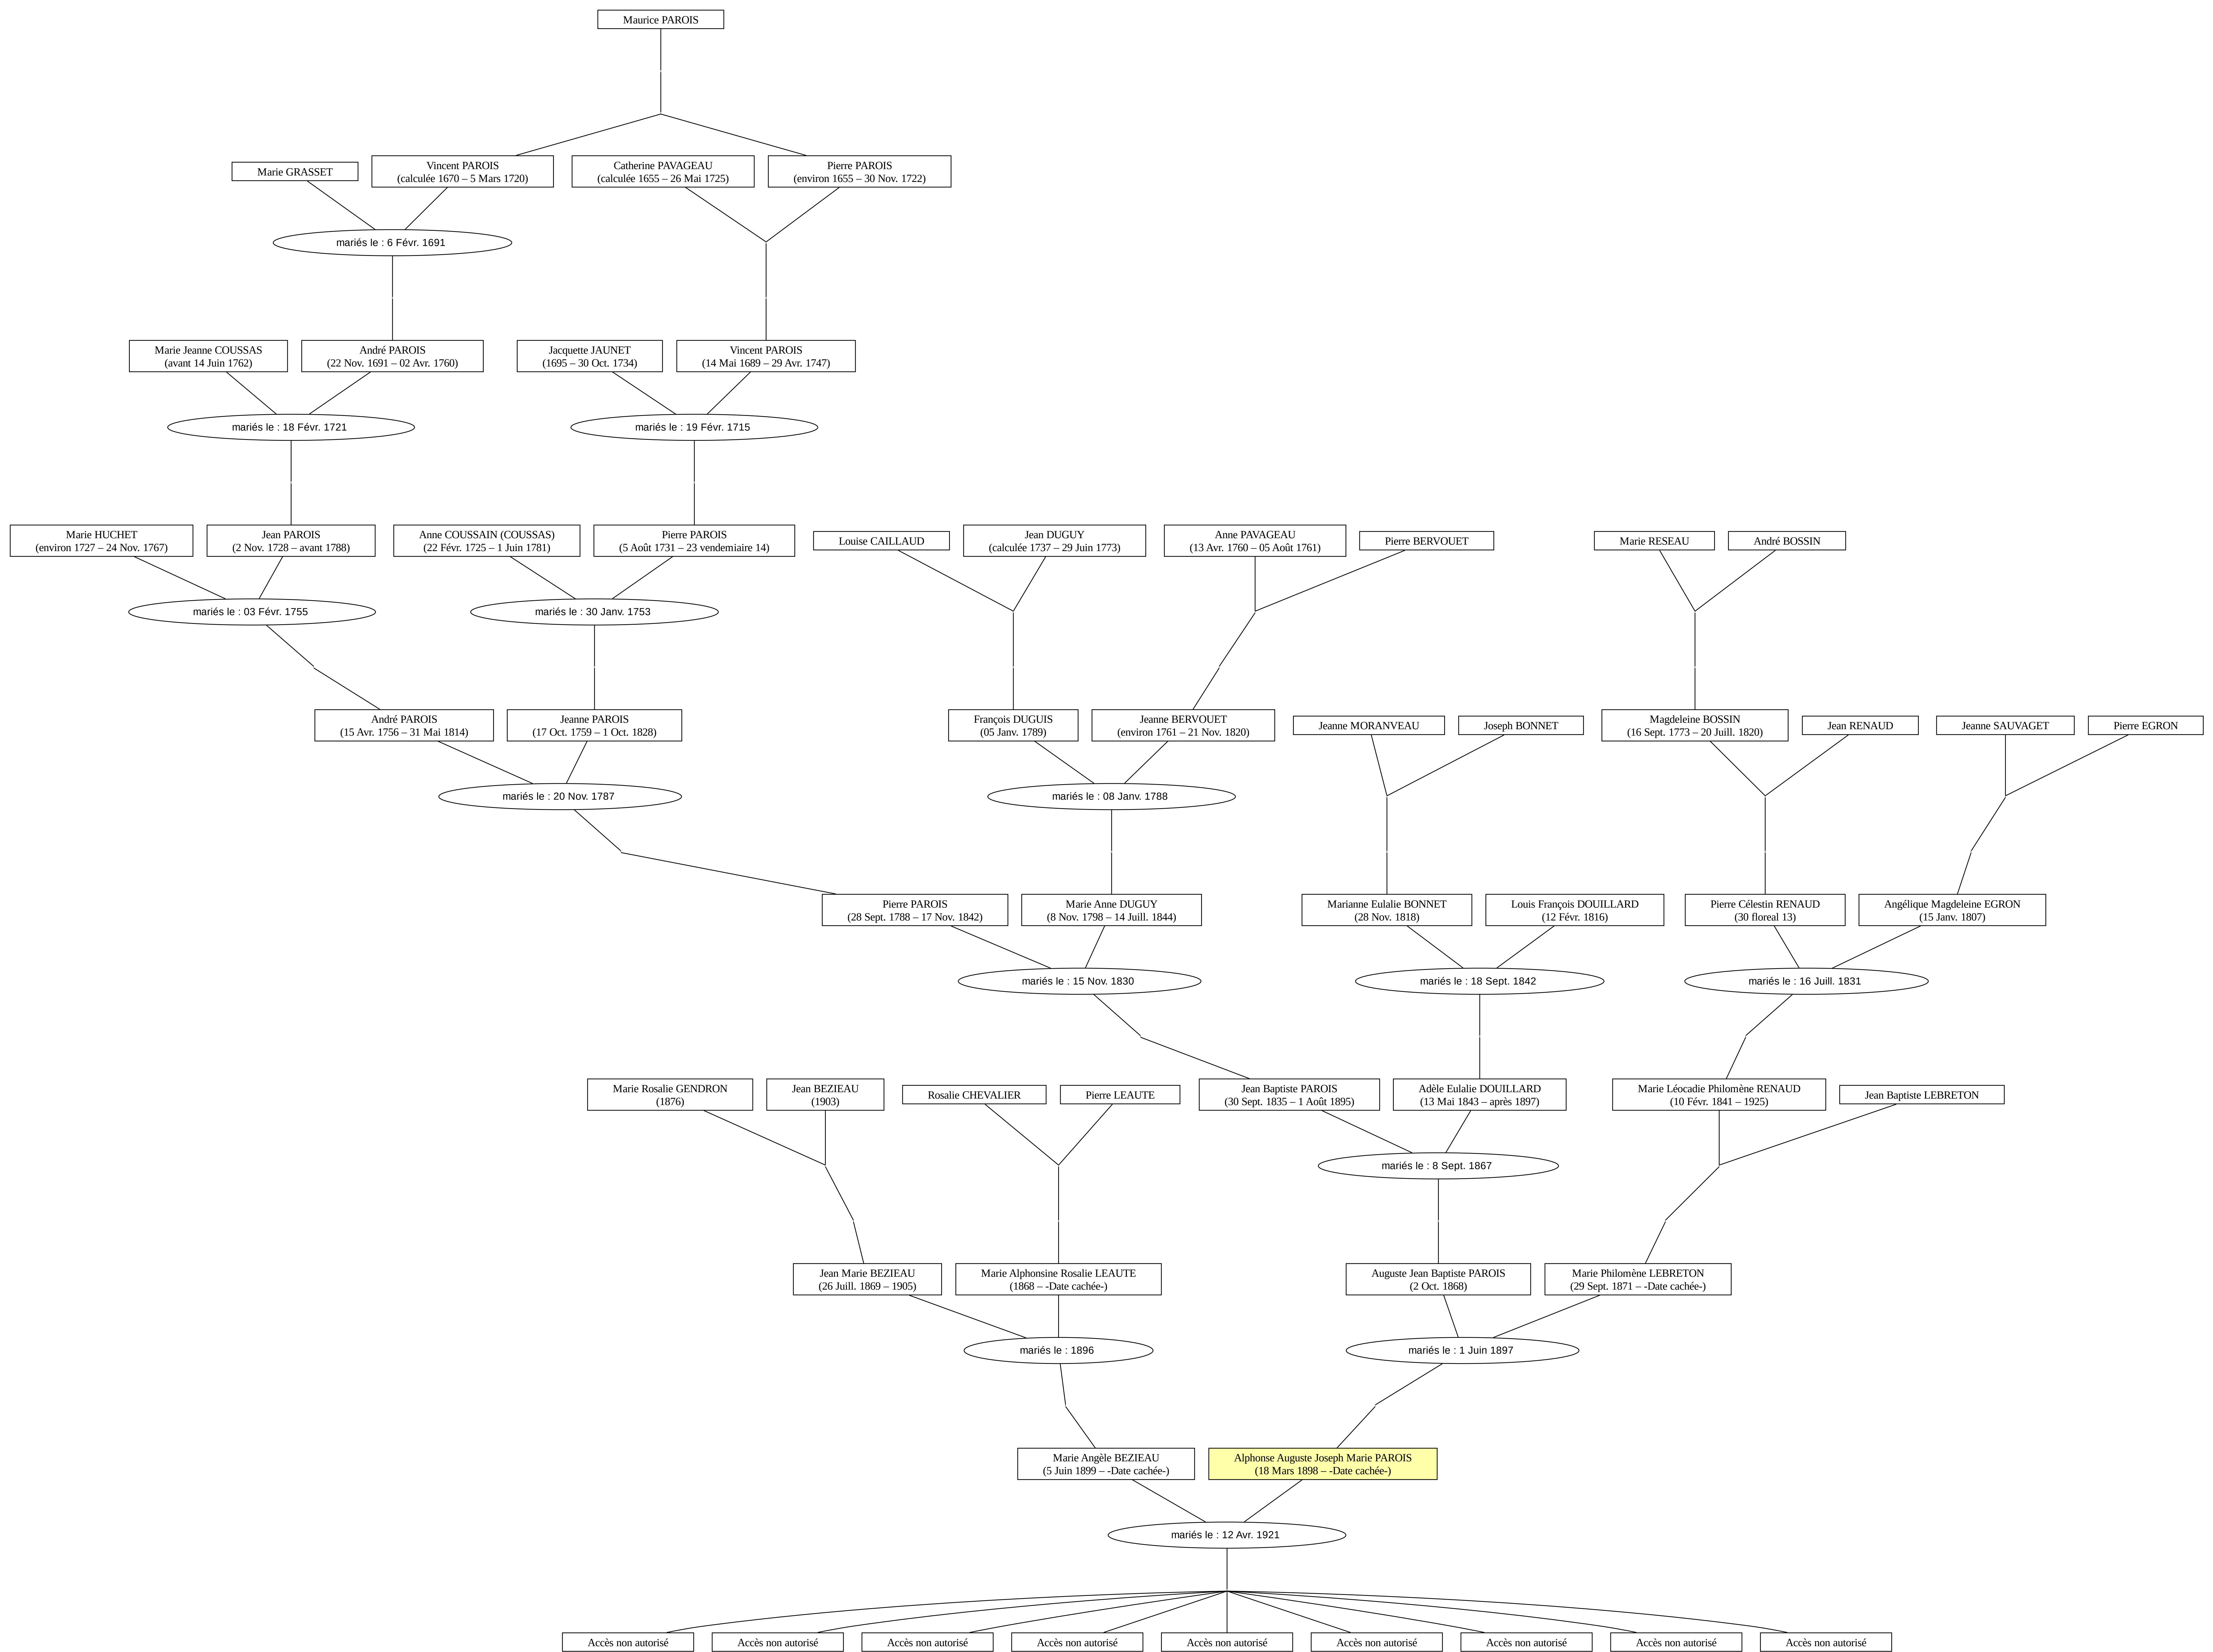 Maurice PAROIS
Marie GRASSET
Vincent PAROIS
(calculée 1670 – 5 Mars 1720)
Catherine PAVAGEAU
(calculée 1655 – 26 Mai 1725)
Pierre PAROIS
(environ 1655 – 30 Nov. 1722)
mariés le : 6 Févr. 1691
Marie Jeanne COUSSAS
(avant 14 Juin 1762)
André PAROIS
(22 Nov. 1691 – 02 Avr. 1760)
Jacquette JAUNET
(1695 – 30 Oct. 1734)
Vincent PAROIS
(14 Mai 1689 – 29 Avr. 1747)
mariés le : 18 Févr. 1721
mariés le : 19 Févr. 1715
Marie HUCHET
(environ 1727 – 24 Nov. 1767)
Jean PAROIS
(2 Nov. 1728 – avant 1788)
Anne COUSSAIN (COUSSAS)
(22 Févr. 1725 – 1 Juin 1781)
Pierre PAROIS
(5 Août 1731 – 23 vendemiaire 14)
Louise CAILLAUD
Jean DUGUY
(calculée 1737 – 29 Juin 1773)
Anne PAVAGEAU
(13 Avr. 1760 – 05 Août 1761)
Pierre BERVOUET
Marie RESEAU
André BOSSIN
mariés le : 03 Févr. 1755
mariés le : 30 Janv. 1753
André PAROIS
(15 Avr. 1756 – 31 Mai 1814)
Jeanne PAROIS
(17 Oct. 1759 – 1 Oct. 1828)
François DUGUIS
(05 Janv. 1789)
Jeanne BERVOUET
(environ 1761 – 21 Nov. 1820)
Jeanne MORANVEAU
Joseph BONNET
Magdeleine BOSSIN
(16 Sept. 1773 – 20 Juill. 1820)
Jean RENAUD
Jeanne SAUVAGET
Pierre EGRON
mariés le : 20 Nov. 1787
mariés le : 08 Janv. 1788
Pierre PAROIS
(28 Sept. 1788 – 17 Nov. 1842)
Marie Anne DUGUY
(8 Nov. 1798 – 14 Juill. 1844)
Marianne Eulalie BONNET
(28 Nov. 1818)
Louis François DOUILLARD
(12 Févr. 1816)
Pierre Célestin RENAUD
(30 floreal 13)
Angélique Magdeleine EGRON
(15 Janv. 1807)
mariés le : 15 Nov. 1830
mariés le : 18 Sept. 1842
mariés le : 16 Juill. 1831
Marie Rosalie GENDRON
(1876)
Jean BEZIEAU
(1903)
Rosalie CHEVALIER
Pierre LEAUTE
Jean Baptiste PAROIS
(30 Sept. 1835 – 1 Août 1895)
Adèle Eulalie DOUILLARD
(13 Mai 1843 – après 1897)
Marie Léocadie Philomène RENAUD
(10 Févr. 1841 – 1925)
Jean Baptiste LEBRETON
mariés le : 8 Sept. 1867
Jean Marie BEZIEAU
(26 Juill. 1869 – 1905)
Marie Alphonsine Rosalie LEAUTE
(1868 – -Date cachée-)
Auguste Jean Baptiste PAROIS
(2 Oct. 1868)
Marie Philomène LEBRETON
(29 Sept. 1871 – -Date cachée-)
mariés le : 1896
mariés le : 1 Juin 1897
Marie Angèle BEZIEAU
(5 Juin 1899 – -Date cachée-)
Alphonse Auguste Joseph Marie PAROIS
(18 Mars 1898 – -Date cachée-)
mariés le : 12 Avr. 1921
Accès non autorisé
Accès non autorisé
Accès non autorisé
Accès non autorisé
Accès non autorisé
Accès non autorisé
Accès non autorisé
Accès non autorisé
Accès non autorisé